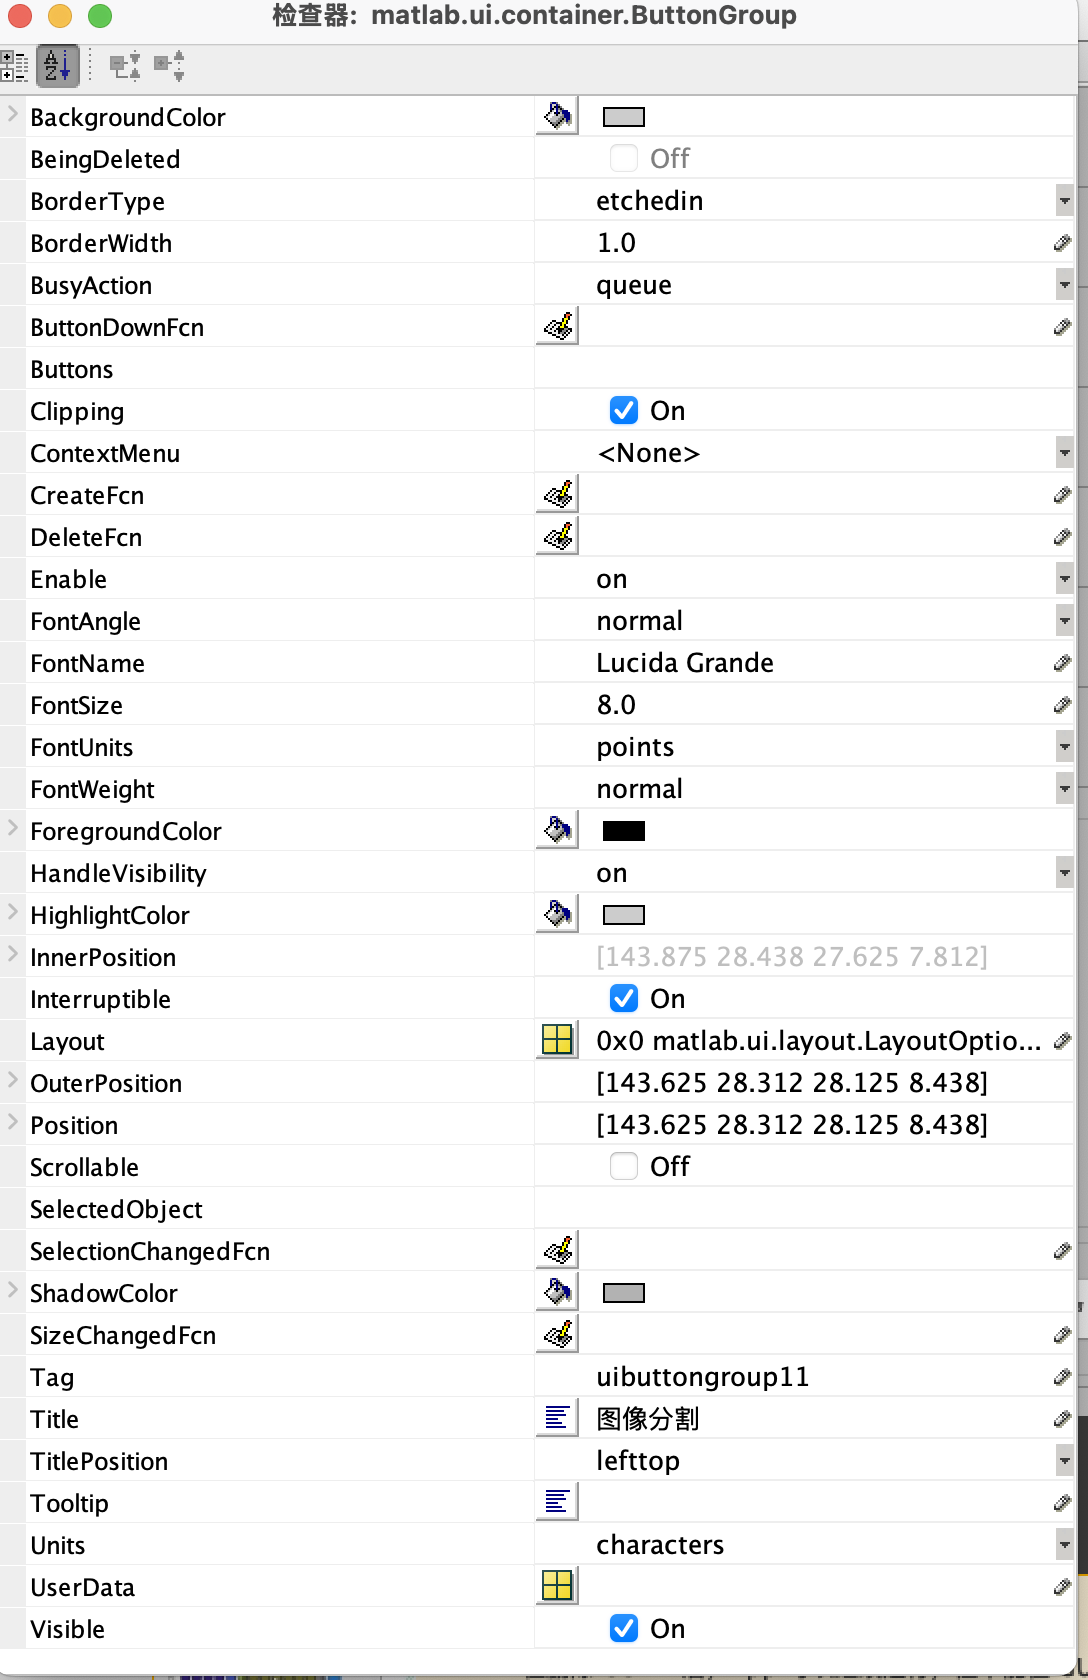 检查器: matlab.ui.container.ButtonGroup
BackgroundColor
BeingDeleted Off
BorderType etchedin
BorderWidth 1.0
BusyAction queue
ButtonDownFcn
Buttons
Clipping On
ContextMenu <None>
CreateFcn
DeleteFcn
Enable on
FontAngle normal
FontName Lucida Grande
FontSize 8.0
FontUnits points
FontWeight normal
ForegroundColor
HandleVisibility on
HighlightColor
InnerPosition [143.875 28.438 27.625 7.812]
Interruptible On
Layout 0x0 matlab.ui.layout.LayoutOptio...
OuterPosition [143.625 28.312 28.125 8.438]
Position [143.625 28.312 28.125 8.438]
Scrollable Off
SelectedObject
SelectionChangedFcn
ShadowColor
SizeChangedFcn
Tag uibuttongroup11
Title 图像分割
TitlePosition lefttop
Tooltip
Units characters
UserData
Visible On